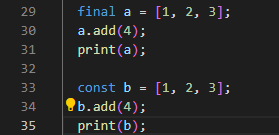 29 final a = [1, 2, 3];
30 a.add(4);
31 print(a);
32
33 const b = [1, 2, 3];
34 b.add(4);
35 print(b);